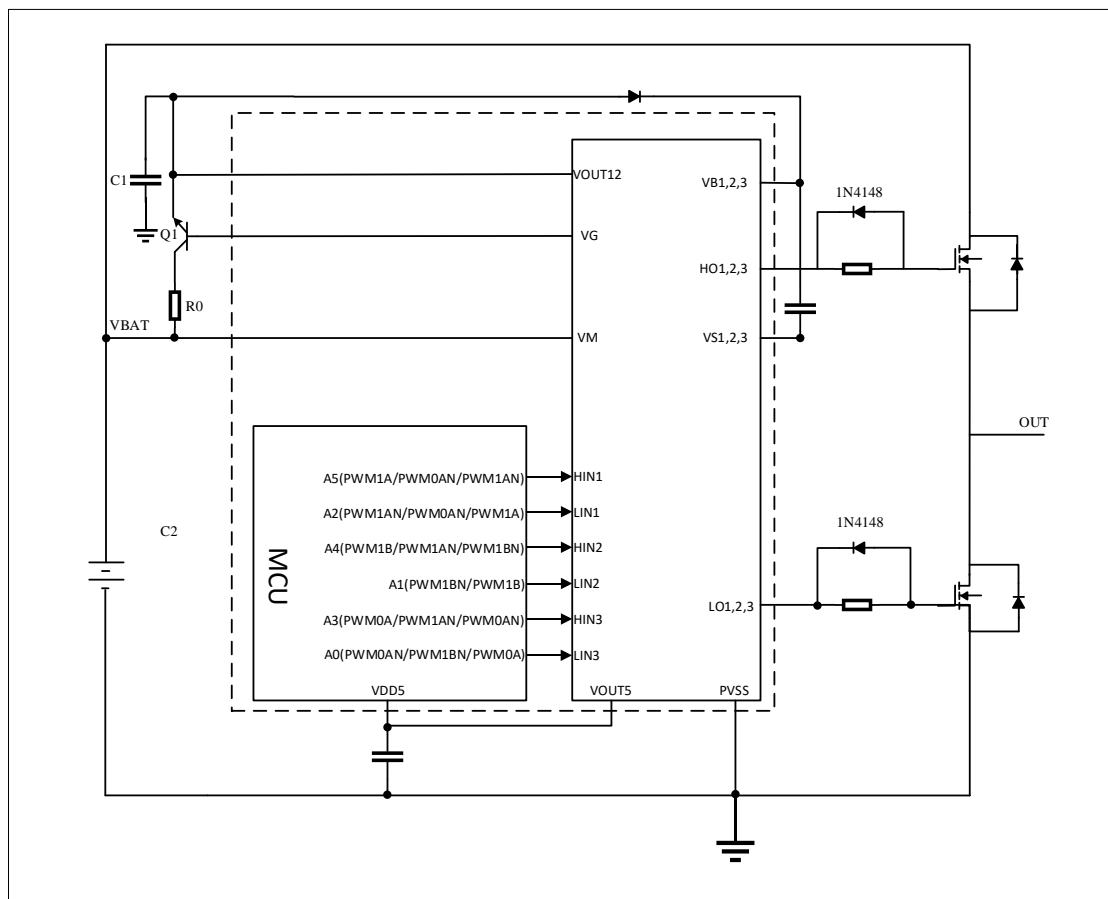 C1
VOUT12
VB1,2,3
1N4148
Q1
VG
HO1,2,3
R0
VBAT
VM
VS1,2,3
OUT
A5(PWM1A/PWM0AN/PWM1AN)
HIN1
A2(PWM1AN/PWM0AN/PWM1A)
LIN1
C2
1N4148
A4(PWM1B/PWM1AN/PWM1BN)
HIN2
MCU
A1(PWM1BN/PWM1B)
LIN2
A3(PWM0A/PWM1AN/PWM0AN)
HIN3
LO1,2,3
A0(PWM0AN/PWM1BN/PWM0A)
LIN3
VDD5
VOUT5
PVSS